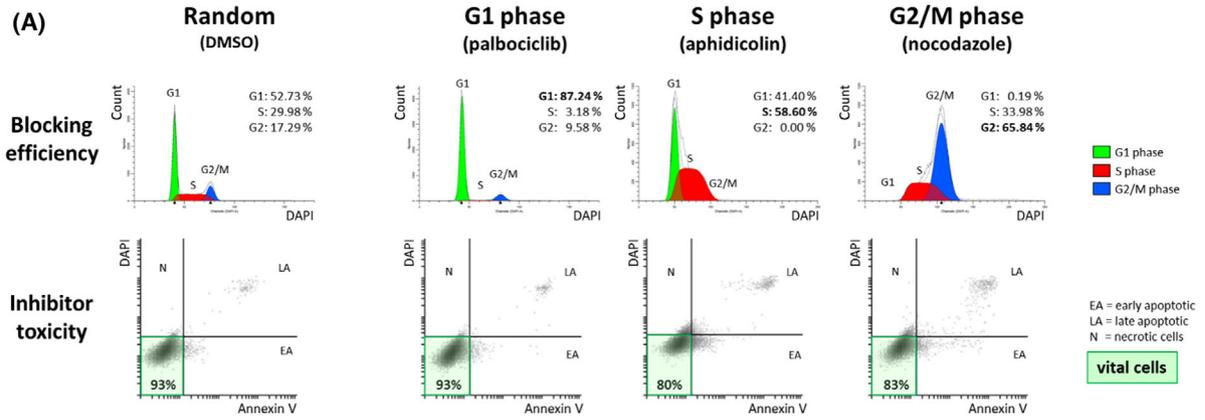 (A)
Random
(DMSO)
G1 phase
(palbociclib)
S phase
(aphidicolin)
G2/M phase
(nocodazole)
Blocking
efficiency
Count
G1
S
G2/M
G1: 52.73 %
S: 29.98 %
G2: 17.29 %
DAPI
G1
S
G2/M
G1: 87.24 %
S: 3.18 %
G2: 9.58 %
DAPI
Count
G1
S
G2/M
G1: 41.40 %
S: 58.60 %
G2: 0.00 %
DAPI
Count
G1
S
G2/M
G1: 0.19 %
S: 33.98 %
G2: 65.84 %
DAPI
G1 phase
S phase
G2/M phase
Inhibitor
toxicity
DAPI
N
LA
EA
93%
Annexin V
DAPI
N
LA
EA
93%
Annexin V
DAPI
N
LA
EA
80%
Annexin V
DAPI
N
LA
EA
83%
Annexin V
EA = early apoptotic
LA = late apoptotic
N = necrotic cells
vital cells